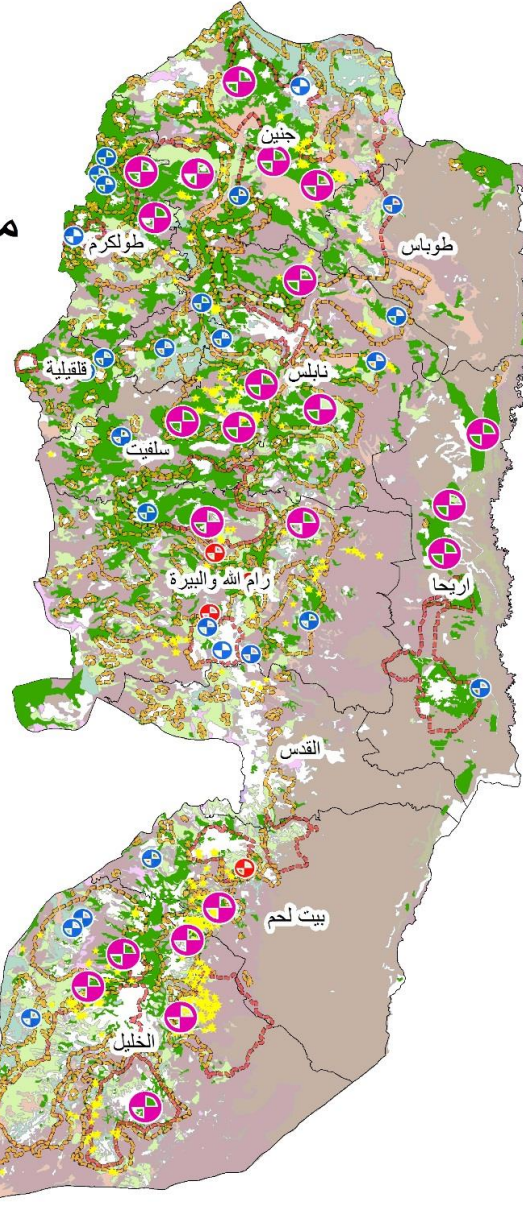 جنين
طولكرم
طوباس
نابلس
قلقيلية
سلفيت
رام الله والبيرة
اريحا
القدس
بيت لحم
الخليل